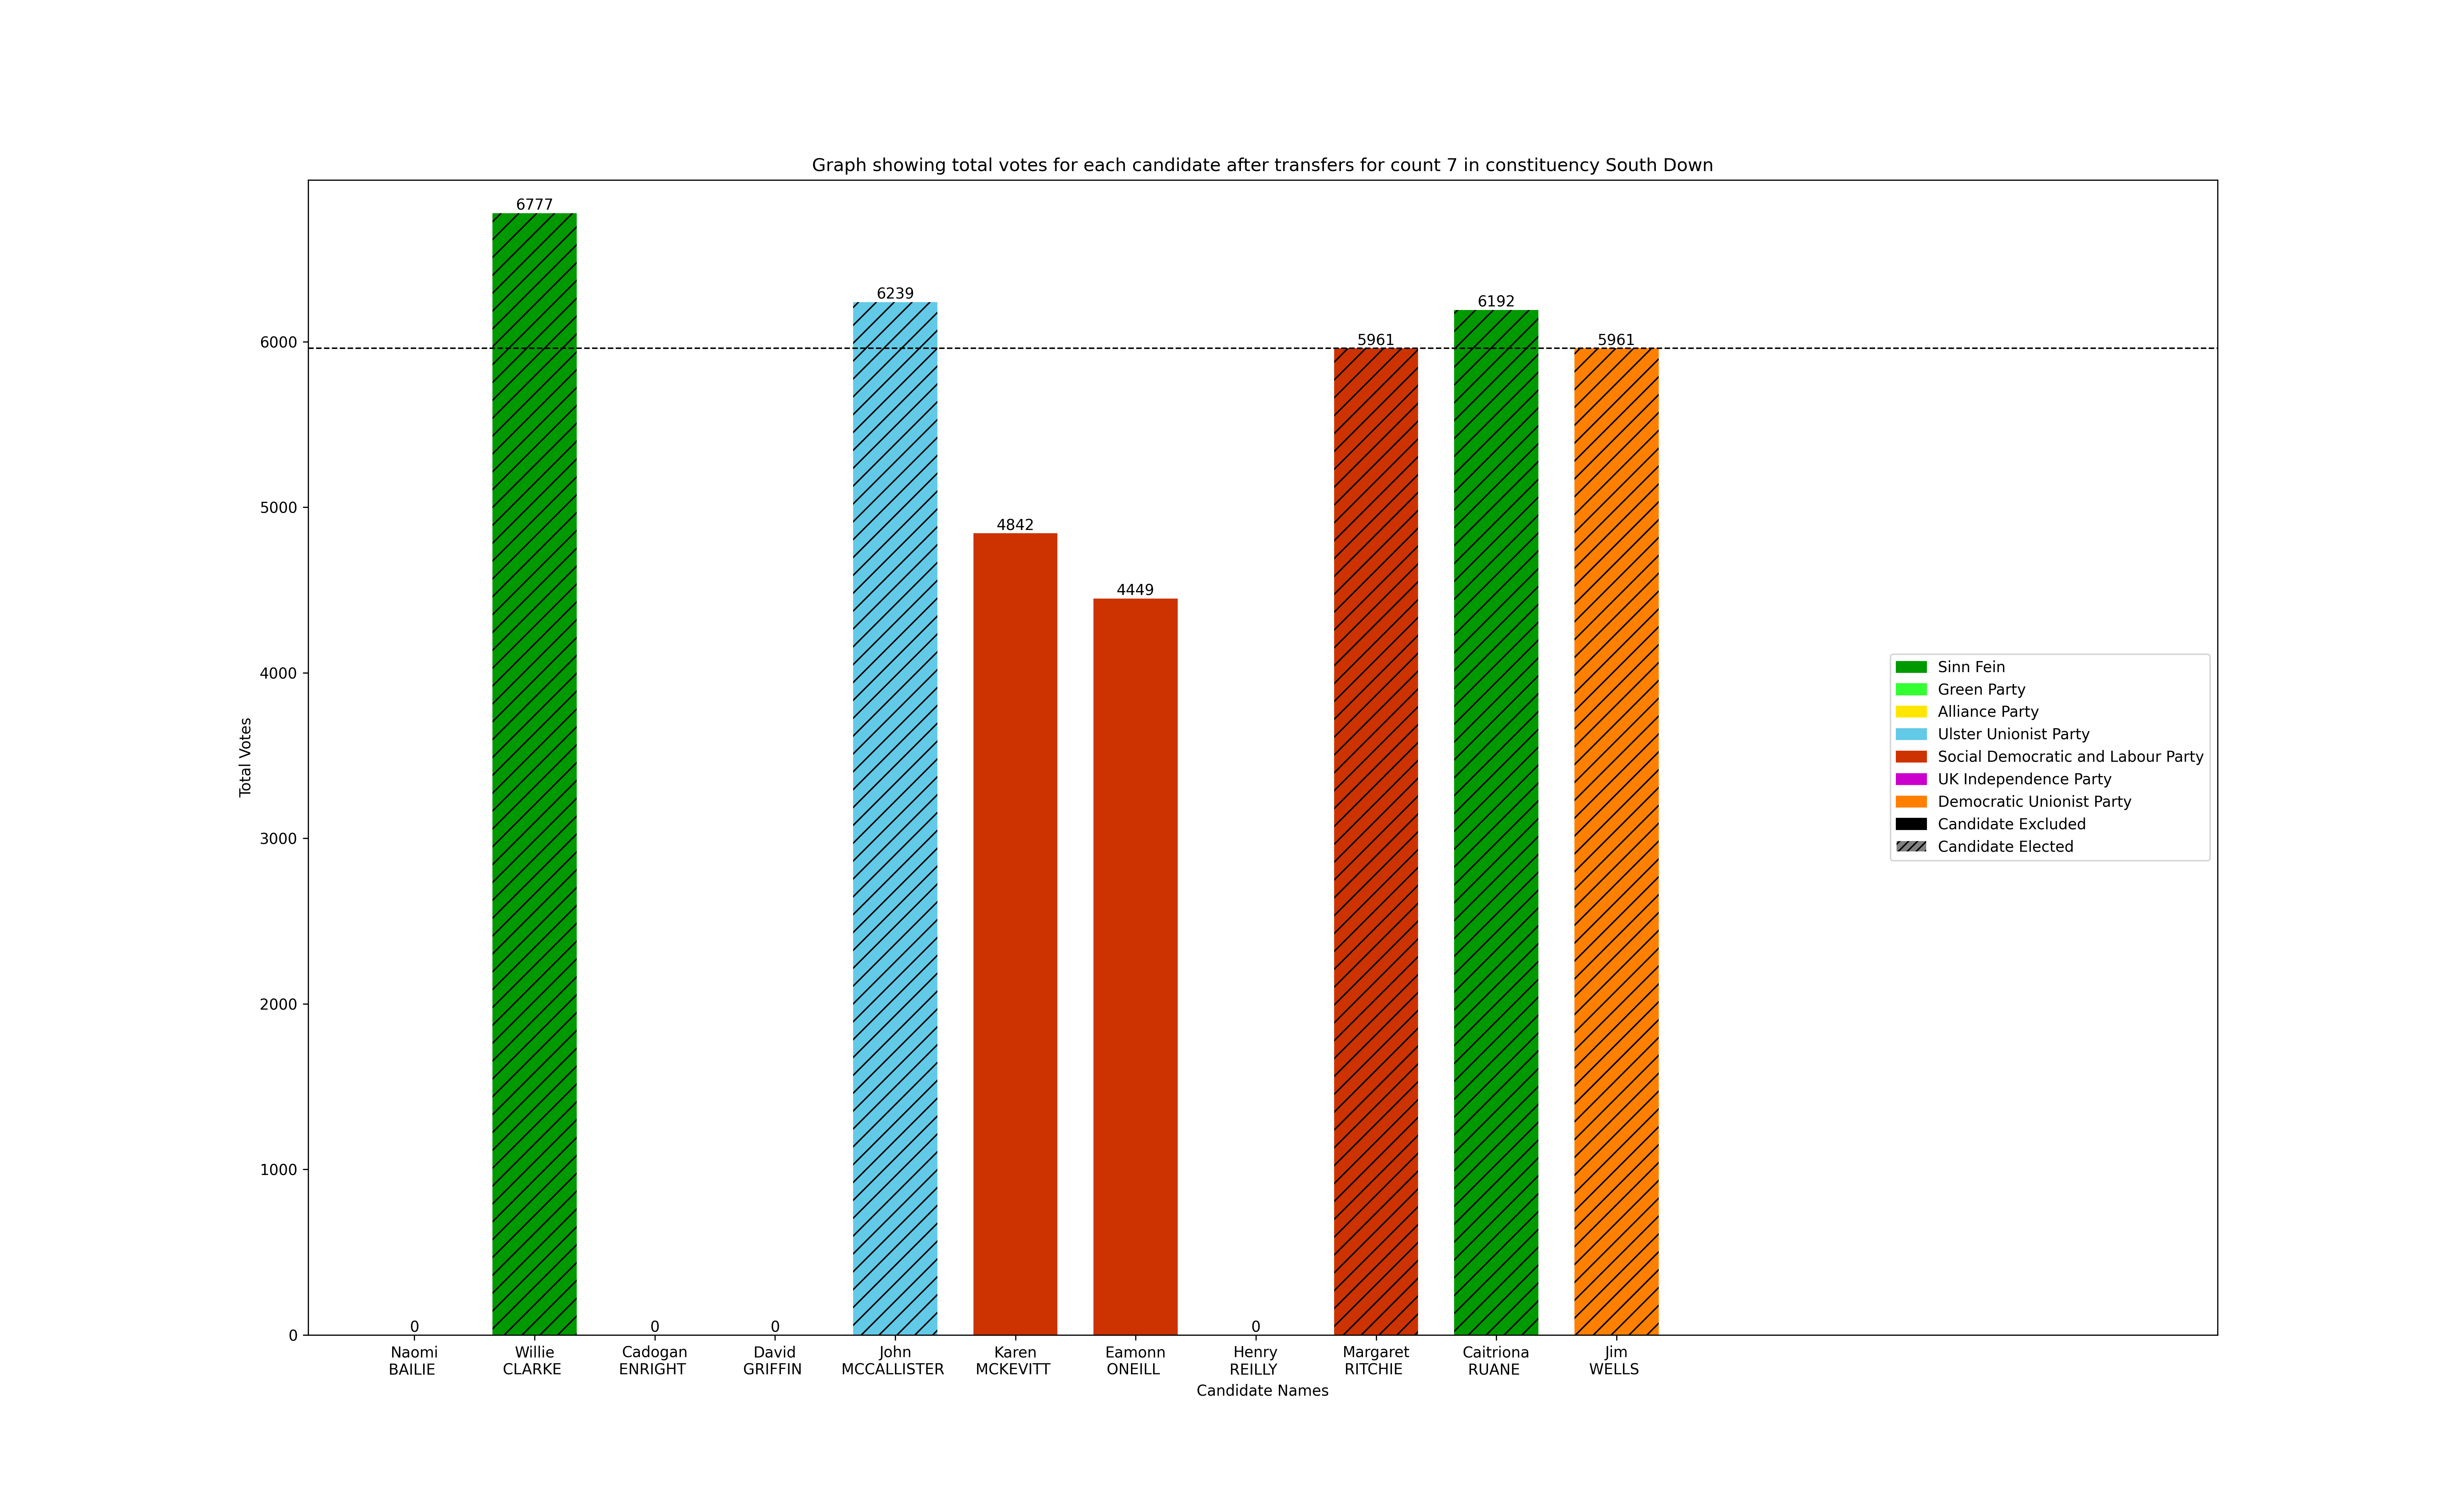 Graph showing total votes for each candidate after transfers for count 7 in constituency South Down
6777
6239
6192
5961
5961
4842
4449
0
0
0
0
6000
5000
4000
3000
2000
1000
0
Total Votes
Sinn Fein
Green Party
Alliance Party
Ulster Unionist Party
Social Democratic and Labour Party
UK Independence Party
Democratic Unionist Party
Candidate Excluded
Candidate Elected
Naomi
BAILIE
Willie
CLARKE
Cadogan
ENRIGHT
David
GRIFFIN
John
MCCALLISTER
Karen
MCKEVITT
Eamonn
ONEILL
Henry
REILLY
Margaret
RITCHIE
Caitriona
RUANE
Jim
WELLS
Candidate Names